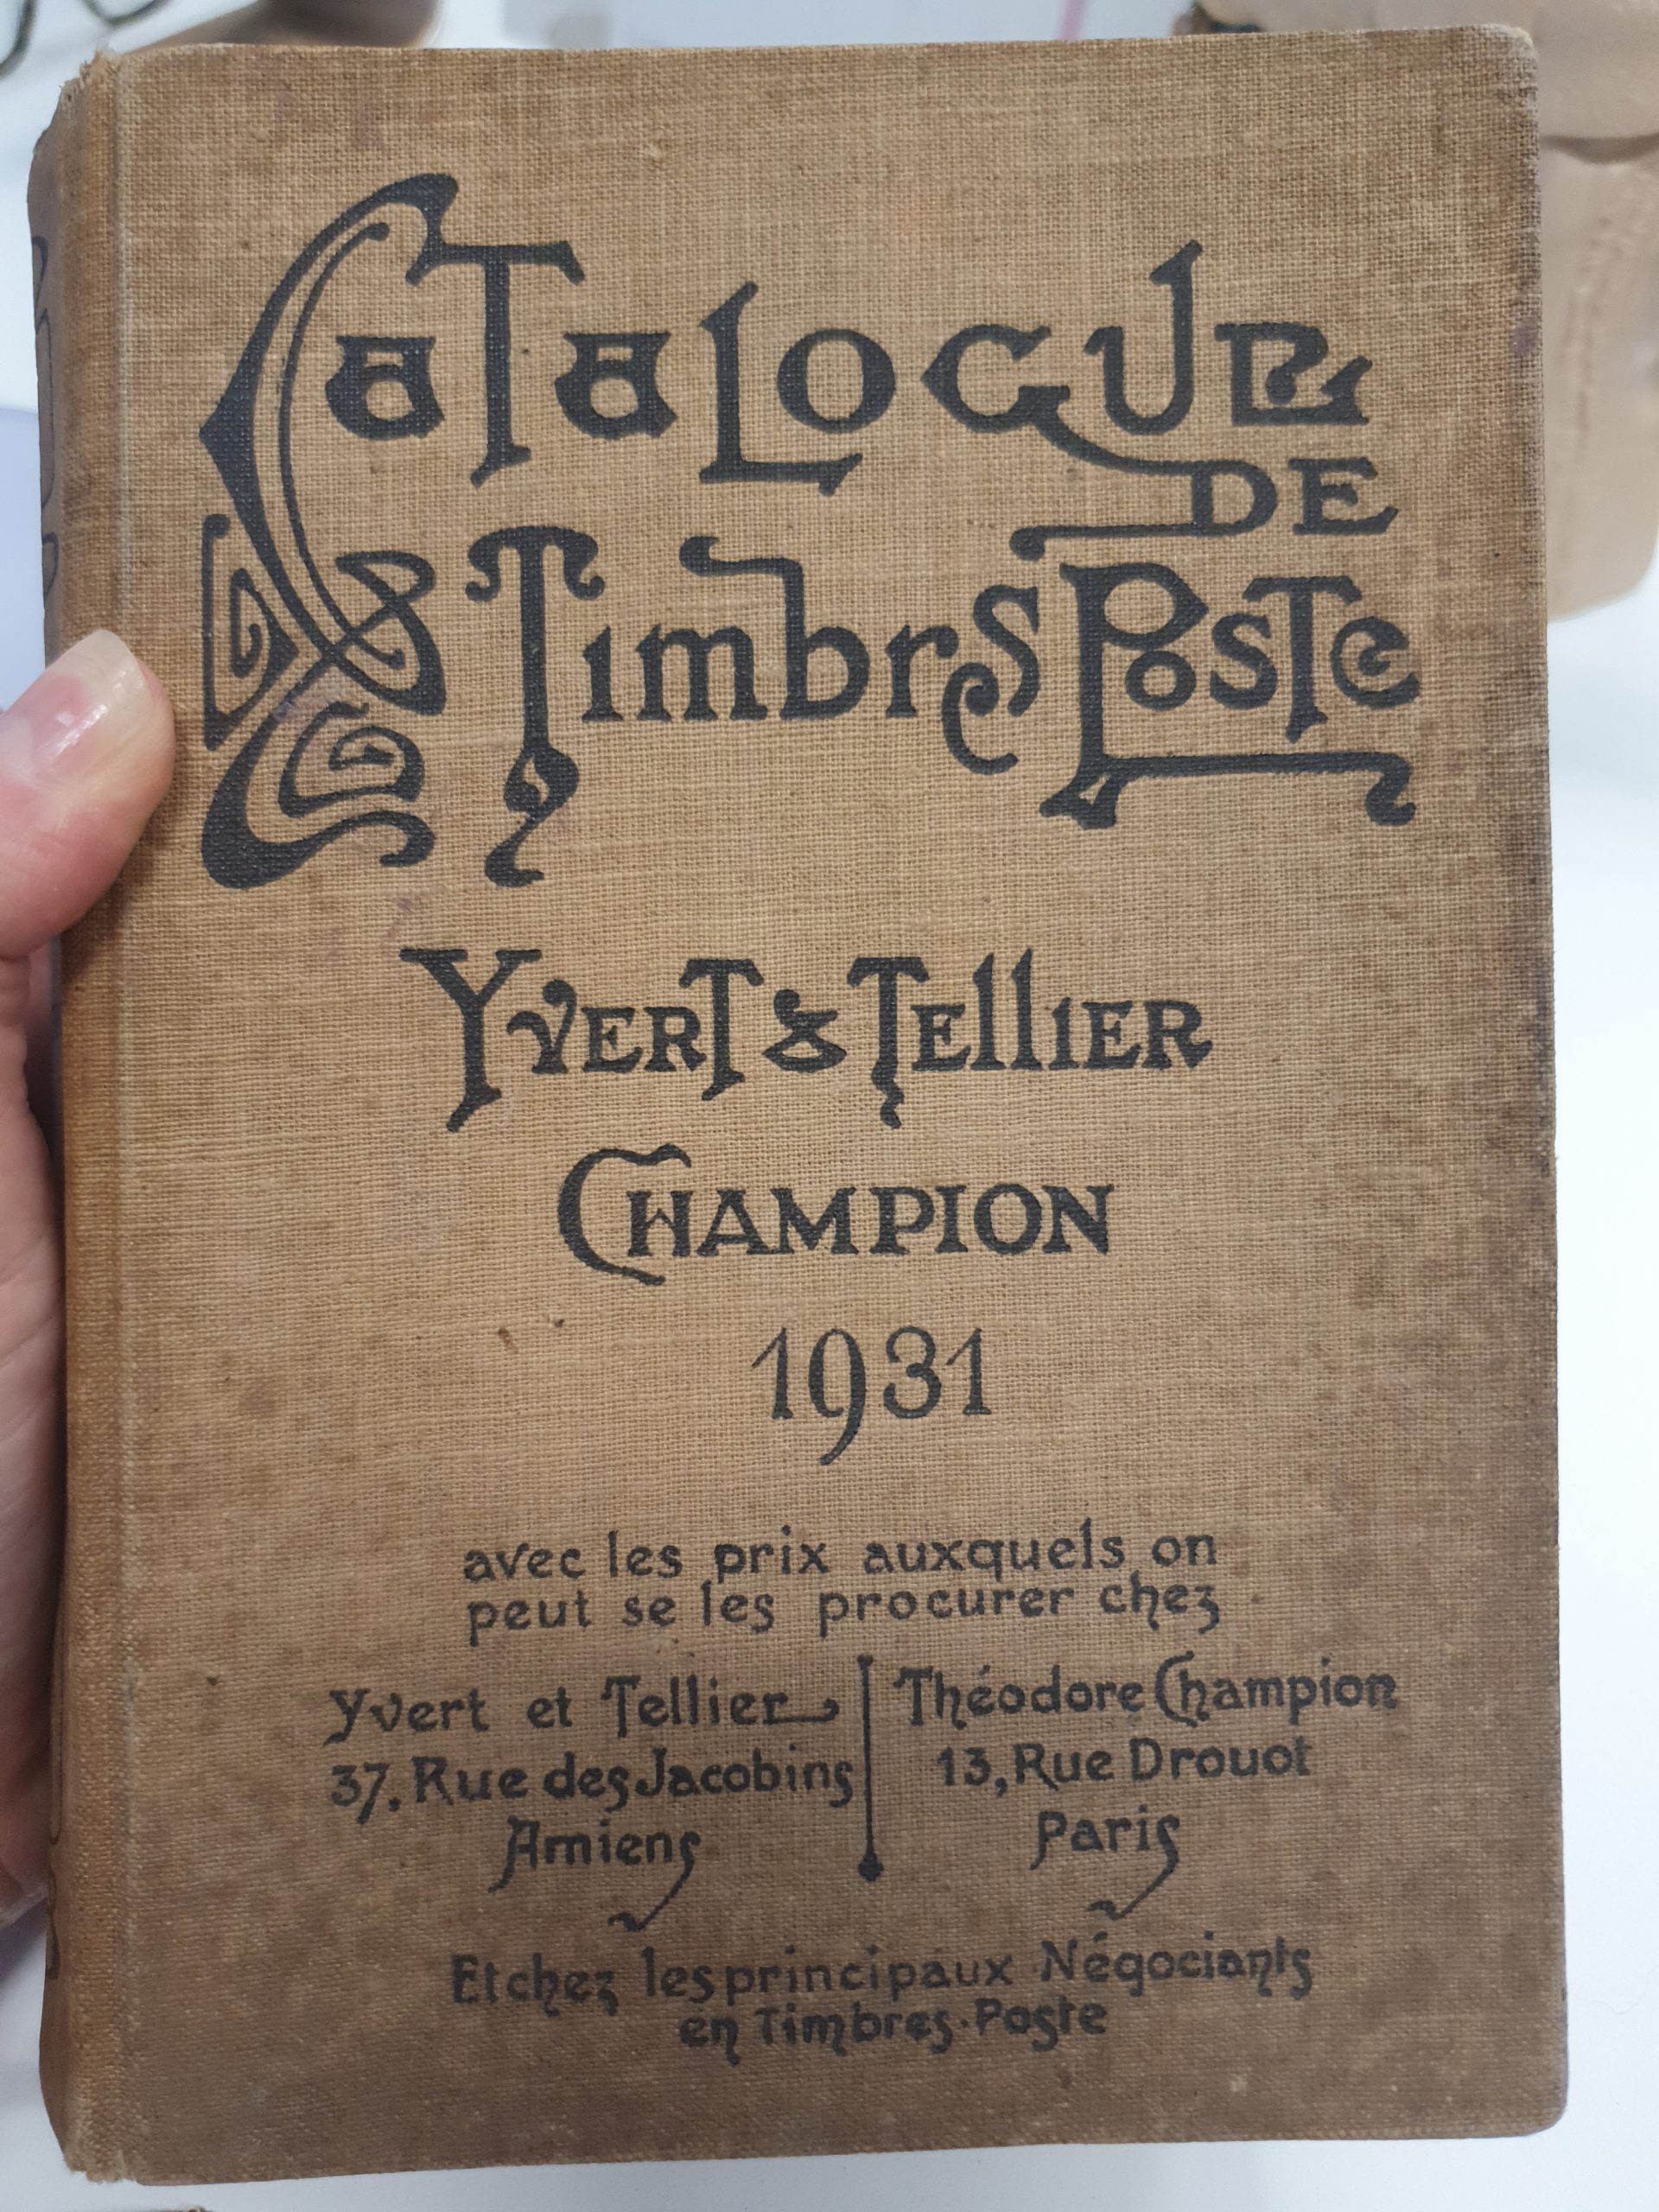 Catalogue
DE
Timbres Poste
Yvert & Tellier
Champion
1931
avec les prix auxquels on
peut se les procurer chez
Yvert et Tellier
37, Rue des Jacobins
Amiens
Théodore Champion
13, Rue Drouot
Paris
Et chez les principaux Négociants
en Timbres-Poste